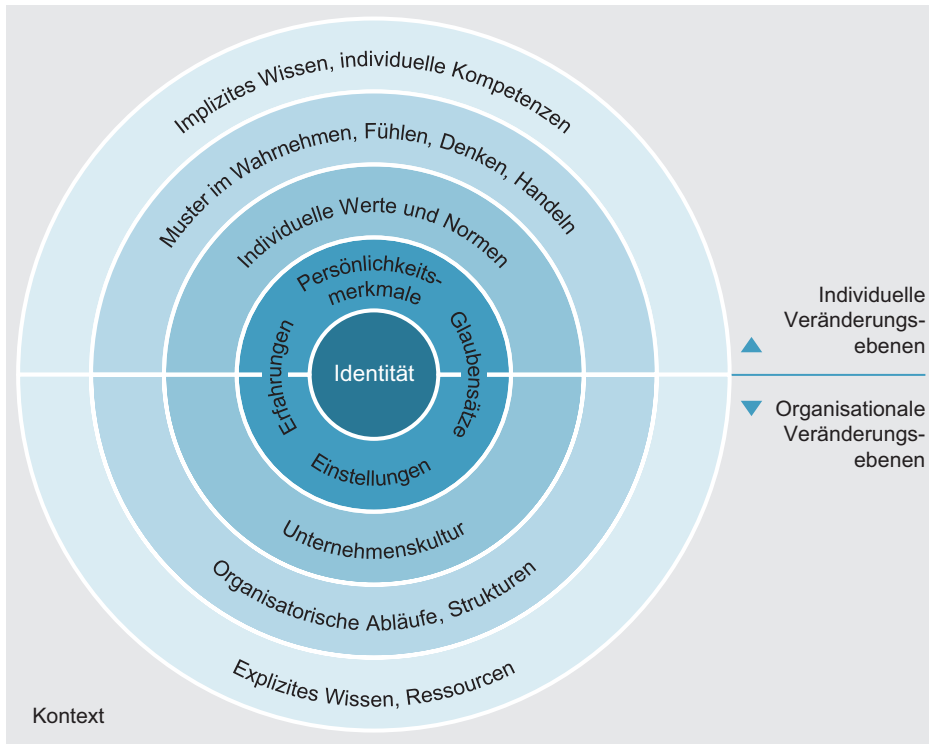 Implizites Wissen, individuelle Kompetenzen
Muster im Wahrnehmen, Fühlen, Denken, Handeln
Individuelle Werte und Normen
Persönlichkeits-
merkmale
Erfahrungen
Glaubenssätze
Identität
Einstellungen
Unternehmenskultur
Organisatorische Abläufe, Strukturen
Explizites Wissen, Ressourcen
Individuelle
Veränderungs-
ebenen
Organisationale
Veränderungs-
ebenen
Kontext